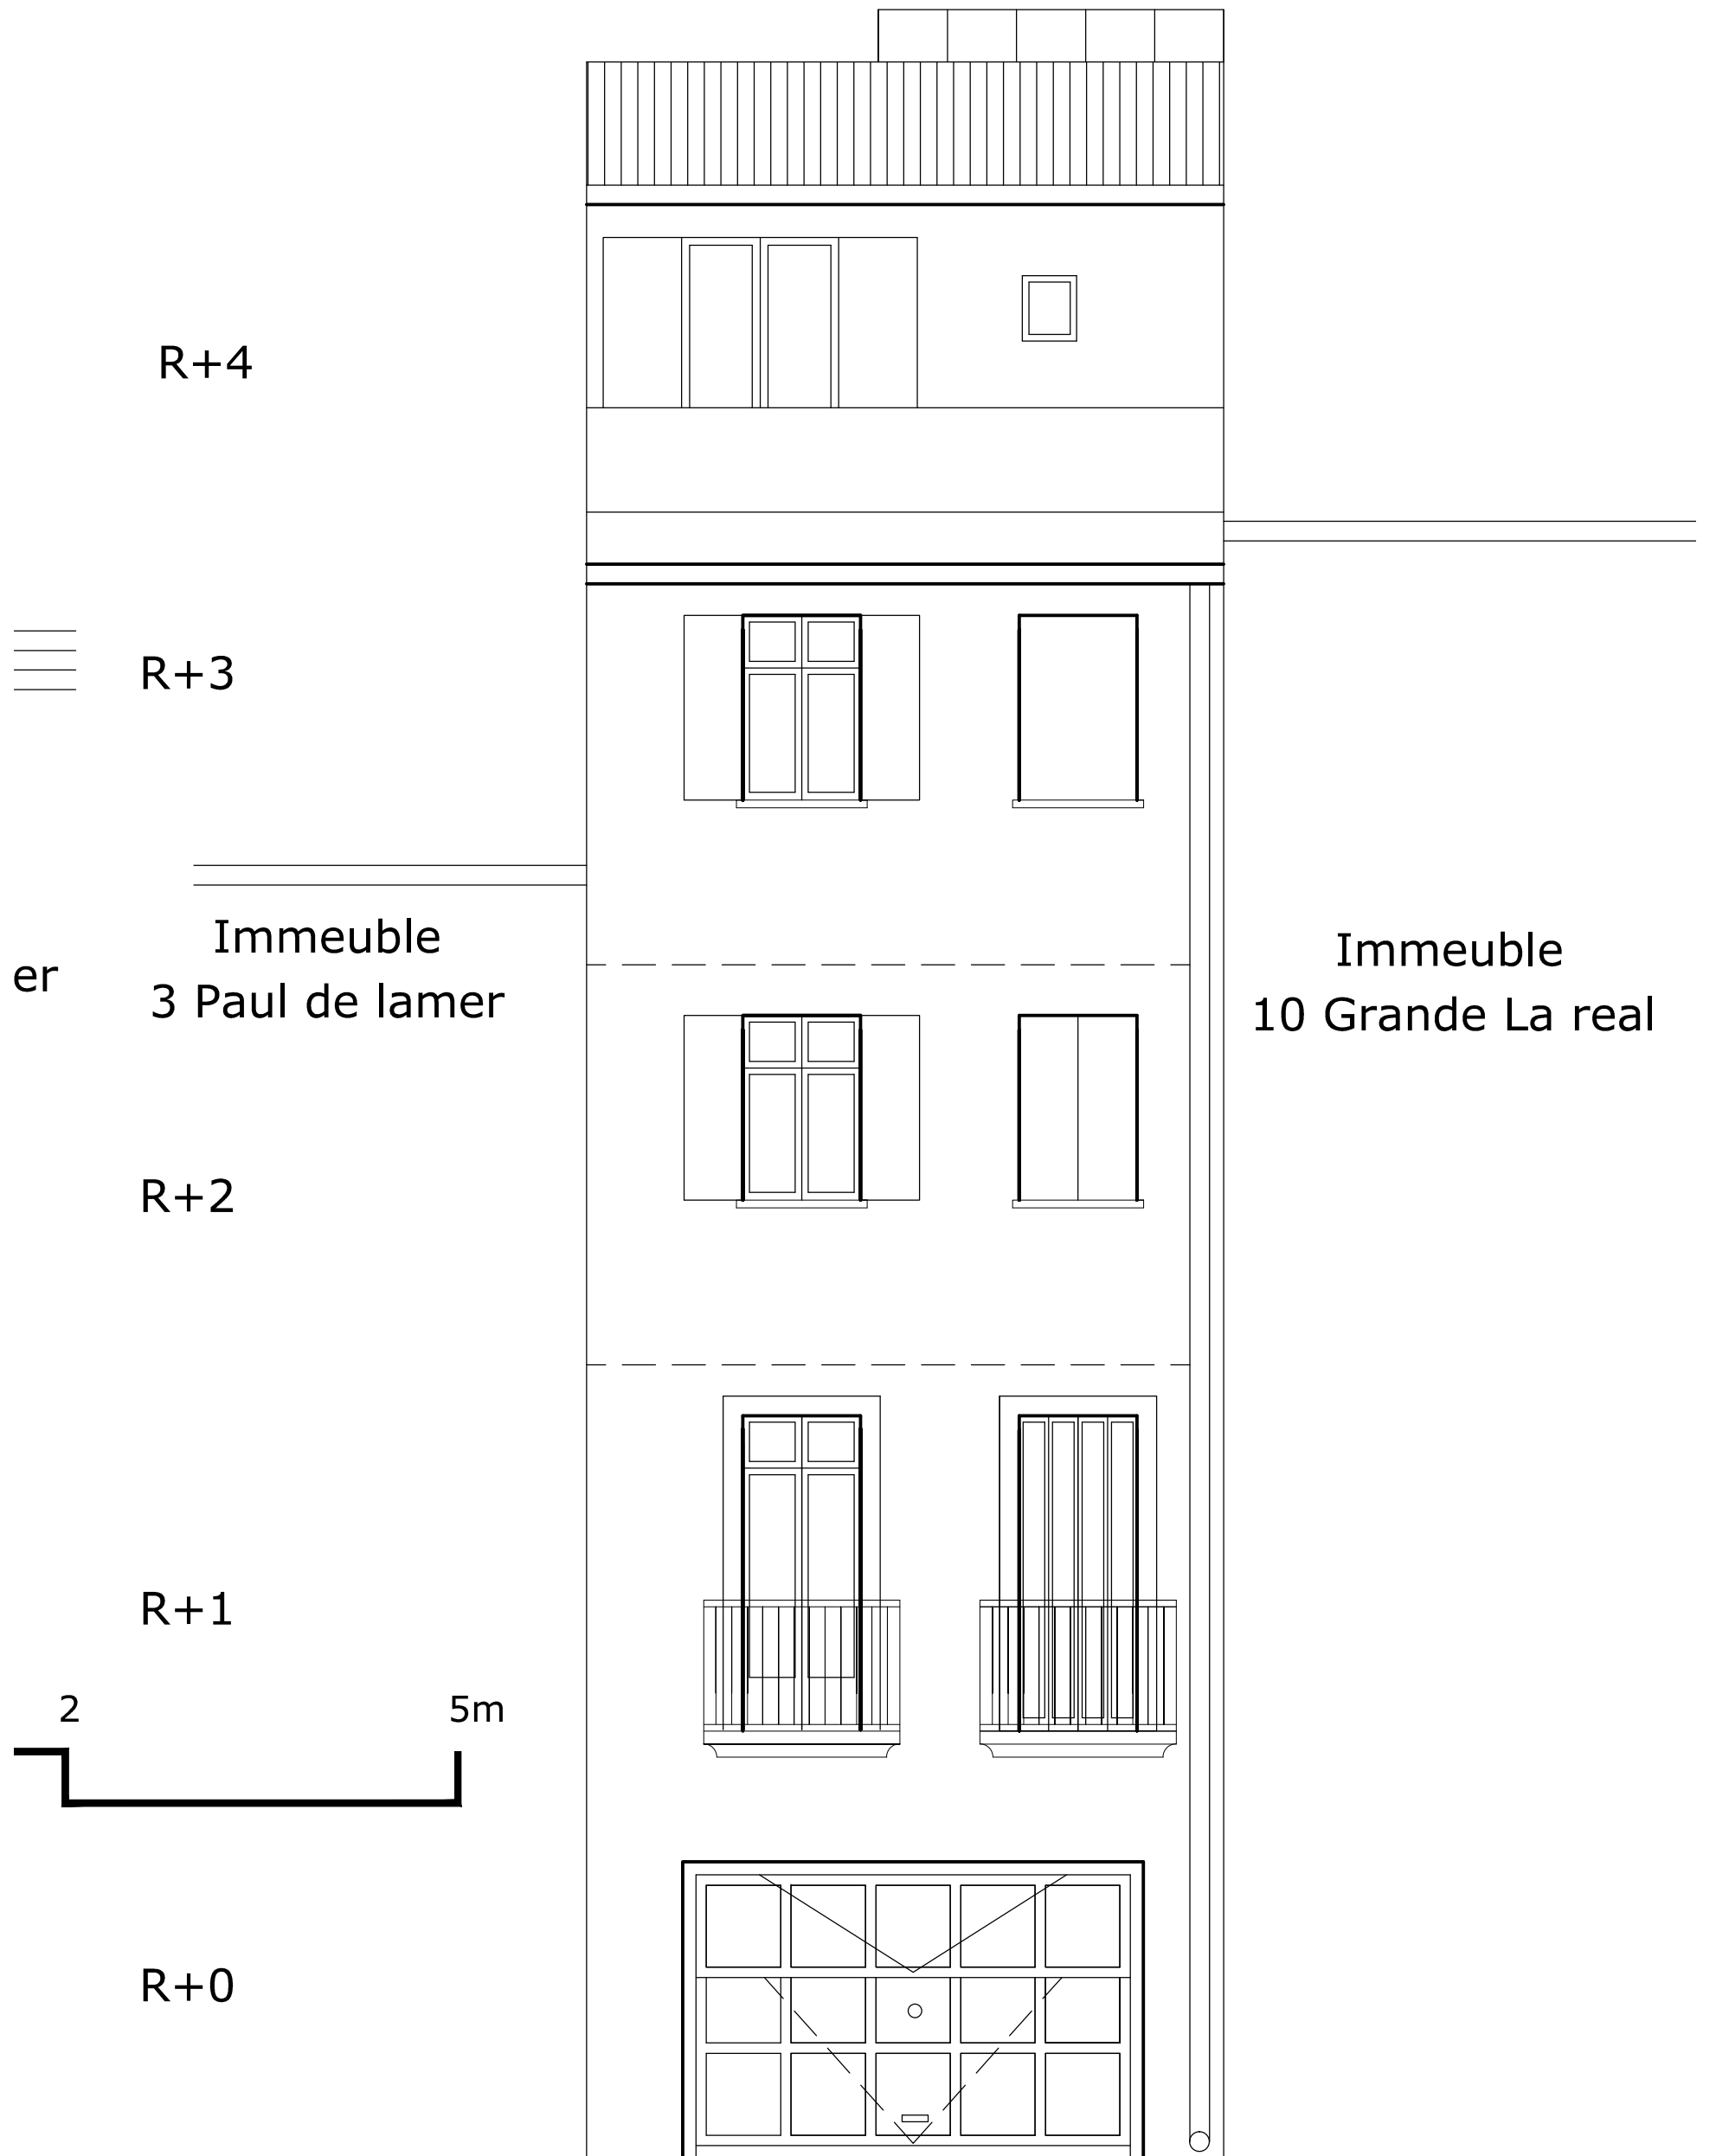 R+4
R+3
Immeuble
3 Paul de lamer
er
Immeuble
10 Grande La real
R+2
R+1
2
5m
R+0